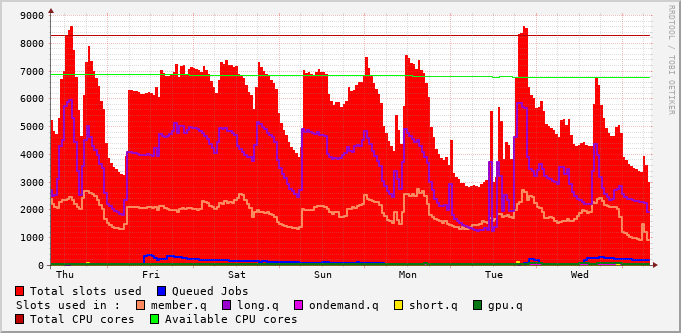 9000
8000
7000
6000
5000
4000
3000
2000
1000
0
Thu Fri Sat Sun Mon Tue Wed
RRDTOOL / TOBI OETIKER
Total slots used Queued Jobs
Slots used in : member.q long.q ondemand.q short.q gpu.q
Total CPU cores Available CPU cores